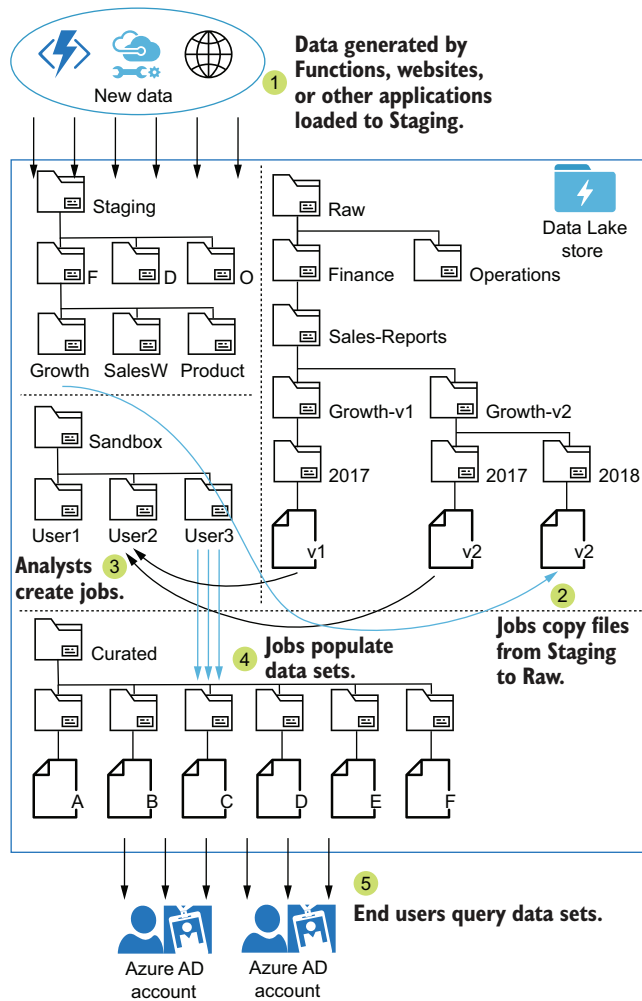 1
Data generated by
Functions, websites,
or other applications
loaded to Staging.
New data
Staging
F
D
O
Growth
SalesW
Product
Raw
Data Lake
store
Finance
Operations
Sales-Reports
Growth-v1
Growth-v2
2017
2017
2018
v1
v2
v2
Sandbox
User1
User2
User3
Analysts
create jobs.
3
2
Jobs copy files
from Staging
to Raw.
4
Jobs populate
data sets.
Curated
A
B
C
D
E
F
5
End users query data sets.
Azure AD
account
Azure AD
account